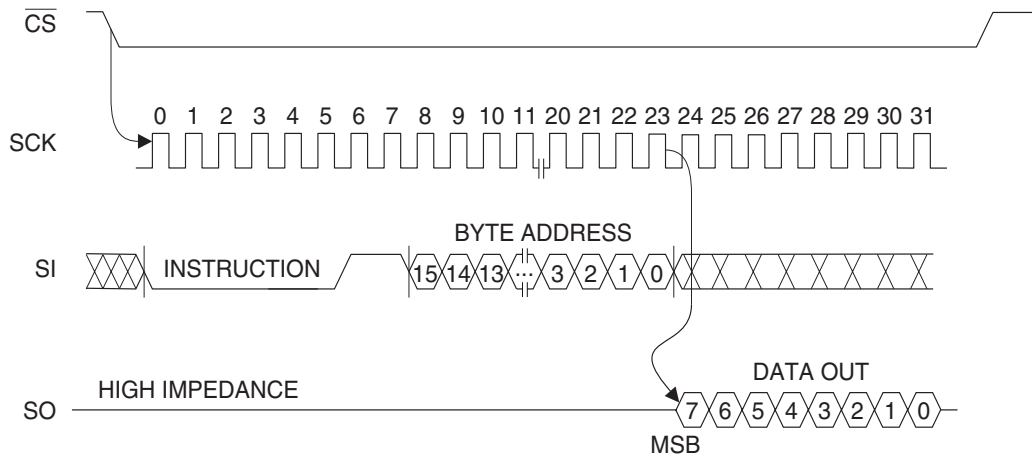 CS
SCK
0 1 2 3 4 5 6 7 8 9 10 11 20 21 22 23 24 25 26 27 28 29 30 31
BYTE ADDRESS
SI
INSTRUCTION
15 14 13 ... 3 2 1 0
HIGH IMPEDANCE
DATA OUT
SO
7 6 5 4 3 2 1 0
MSB